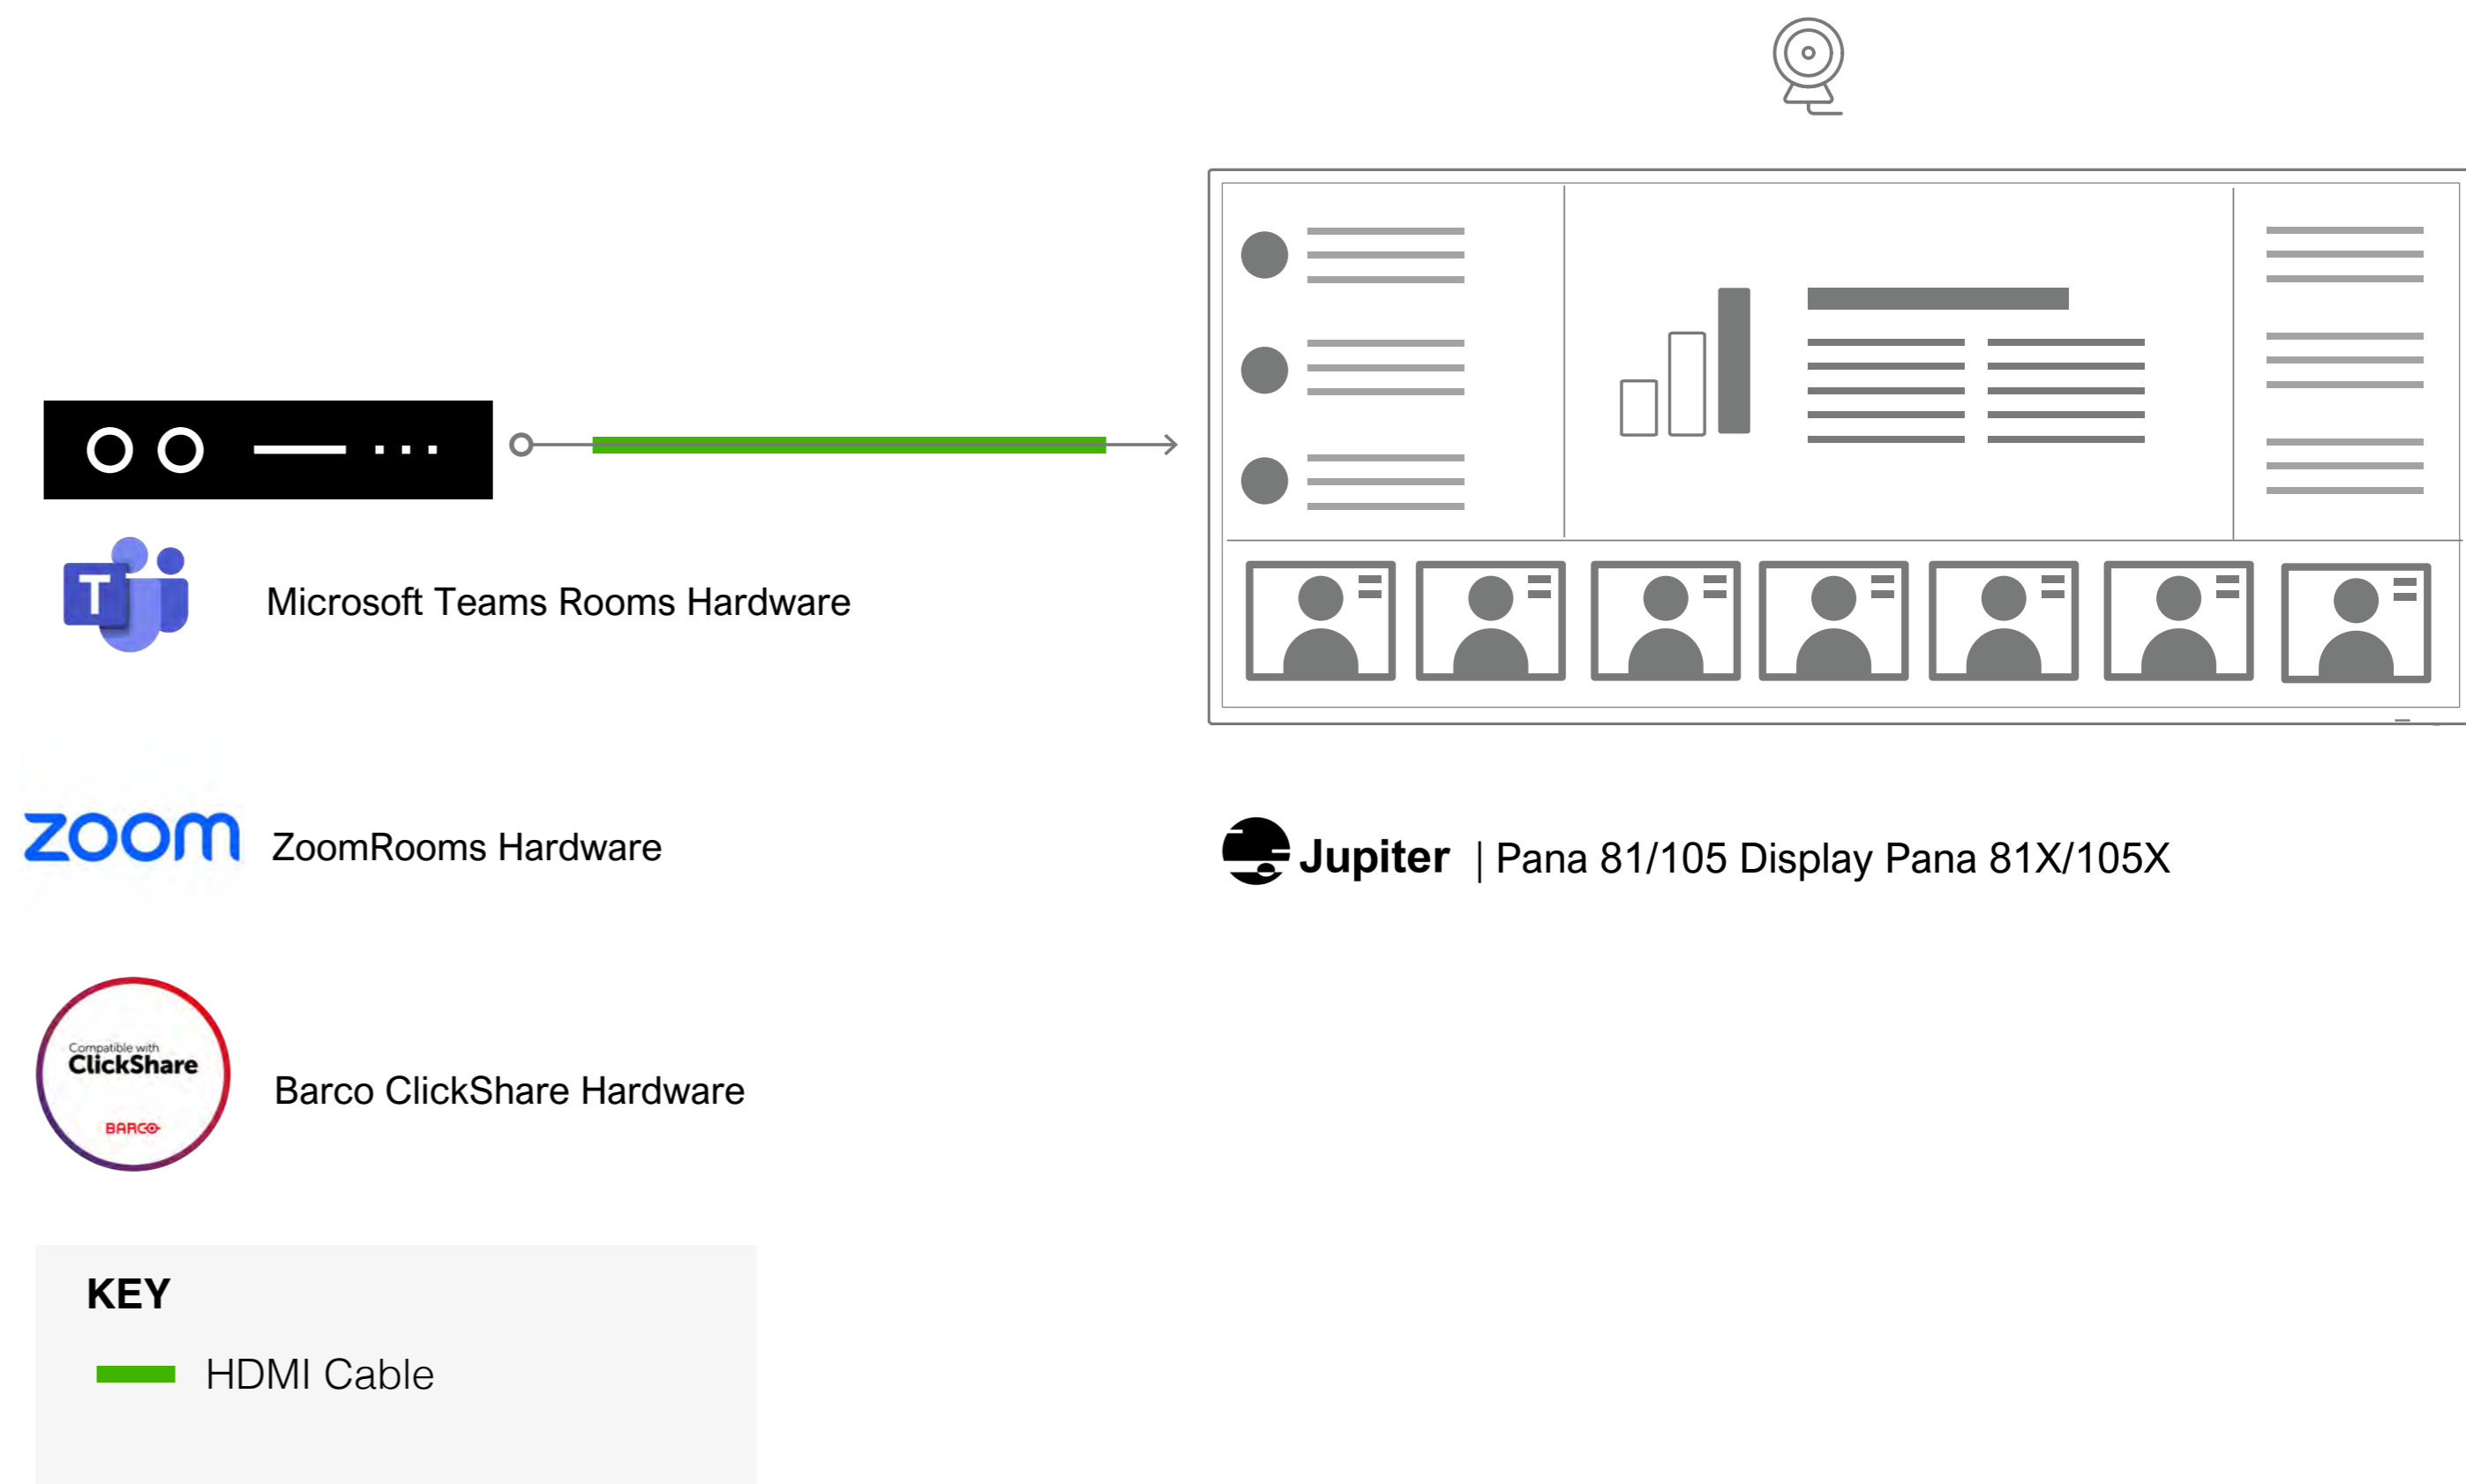 T
Microsoft Teams Rooms Hardware
zoom
ZoomRooms Hardware
Jupiter | Pana 81/105 Display Pana 81X/105X
Compatible with
ClickShare
BARCO
Barco ClickShare Hardware
KEY
HDMI Cable